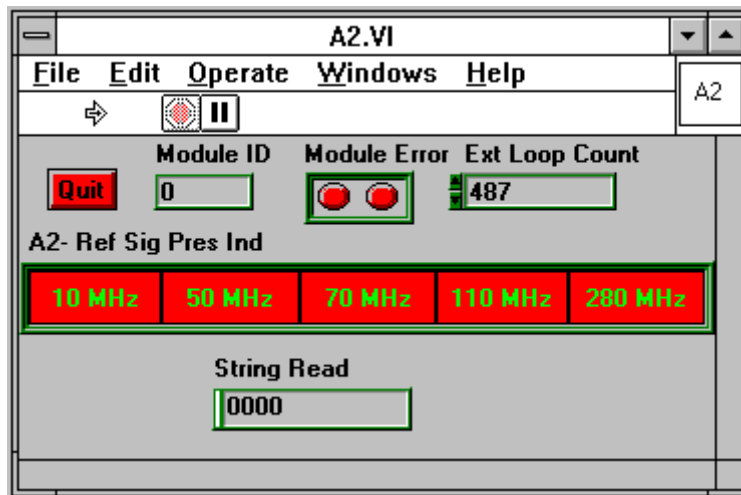 A2.VI
File Edit Operate Windows Help
A2
Module ID Module Error Ext Loop Count
Quit 0 487
A2- Ref Sig Pres Ind
10 MHz 50 MHz 70 MHz 110 MHz 280 MHz
String Read
0000